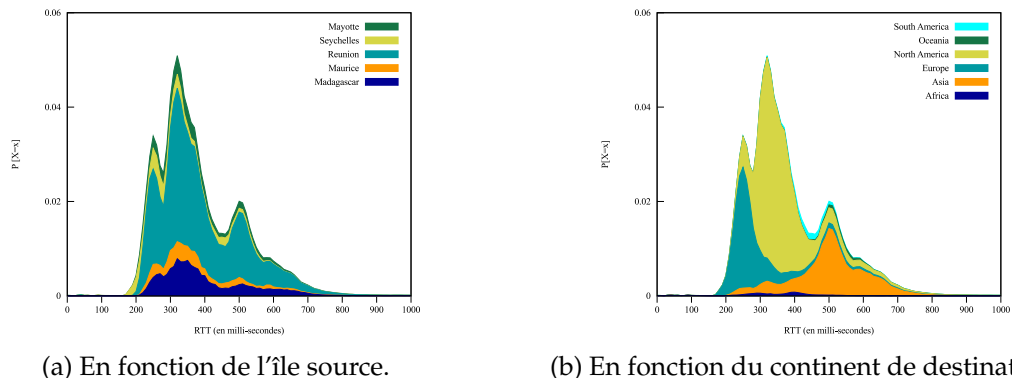 0.06
0.04
0.02
0
P [X=x]
Mayotte
Seychelles
Reunion
Maurice
Madagascar
0 100 200 300 400 500 600 700 800 900 1000
RTT (en milli-secondes)
(a) En fonction de l'île source.
0.06
0.04
0.02
0
P[X=x]
South America
Oceania
North America
Europe
Asia
Africa
0 100 200 300 400 500 600 700 800 900 1000
RTT (en milli-secondes)
(b) En fonction du continent de destinat